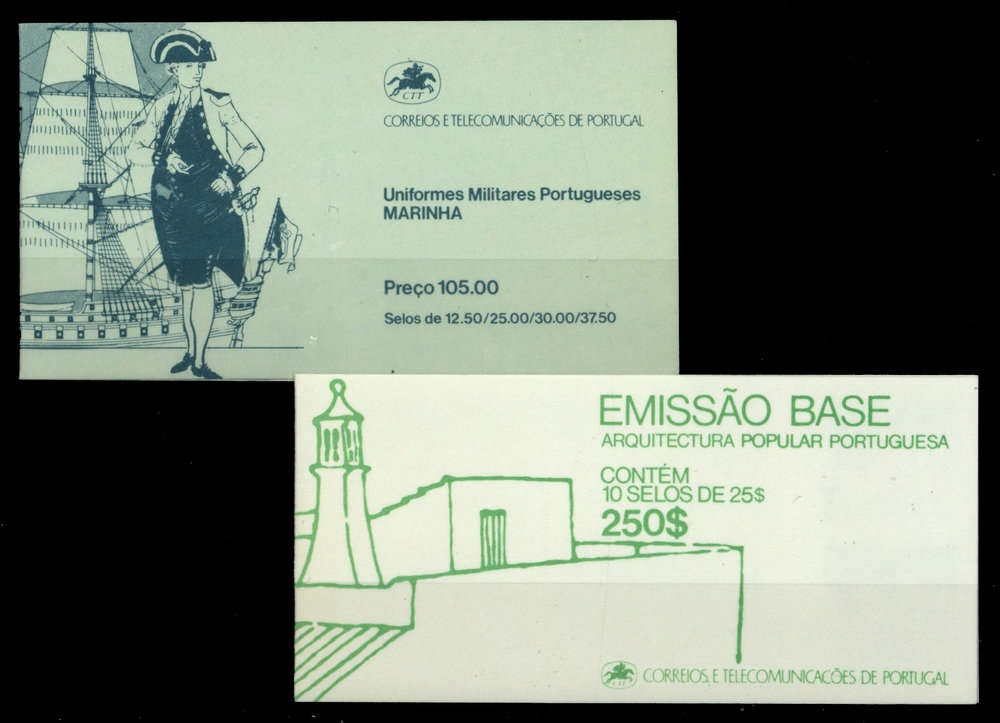 CTT
CORREIOS E TELECOMUNICAÇÕES DE PORTUGAL
Uniformes Militares Portugueses
MARINHA
Preço 105.00
Selos de 12.50/25.00/30.00/37.50
EMISSÃO BASE
ARQUITECTURA POPULAR PORTUGUESA
CONTÉM
10 SELOS DE 25$
250$
CTT
CORREIOS E TELECOMUNICAÇÕES DE PORTUGAL